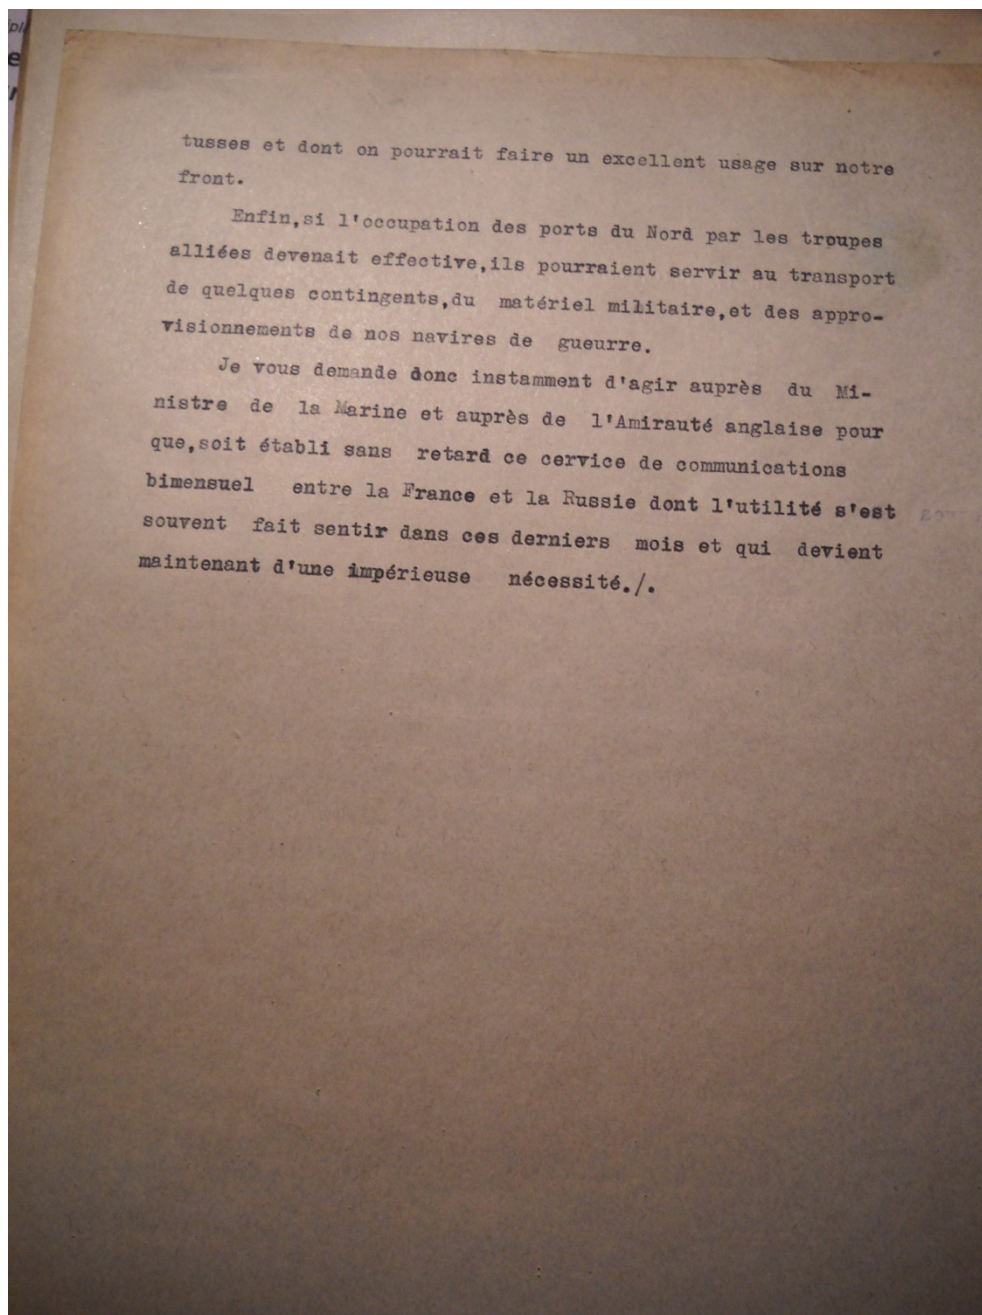 tusses et dont on pourrait faire un excellent usage sur notre
front.
Enfin,si l'occupation des ports du Nord par les troupes
alliées devenait effective,ils pourraient servir au transport
de quelques contingents,du matériel militaire,et des appro-
visionnements de nos navires de gueurre.
Je vous demande donc instamment d'agir auprès du Mi-
nistre de la Marine et auprès de l'Amirauté anglaise pour
que,soit établi sans retard ce cervice de communications
bimensuel entre la France et la Russie dont l'utilité s'est
souvent fait sentir dans ces derniers mois et qui devient
maintenant d'une impérieuse nécessité./.